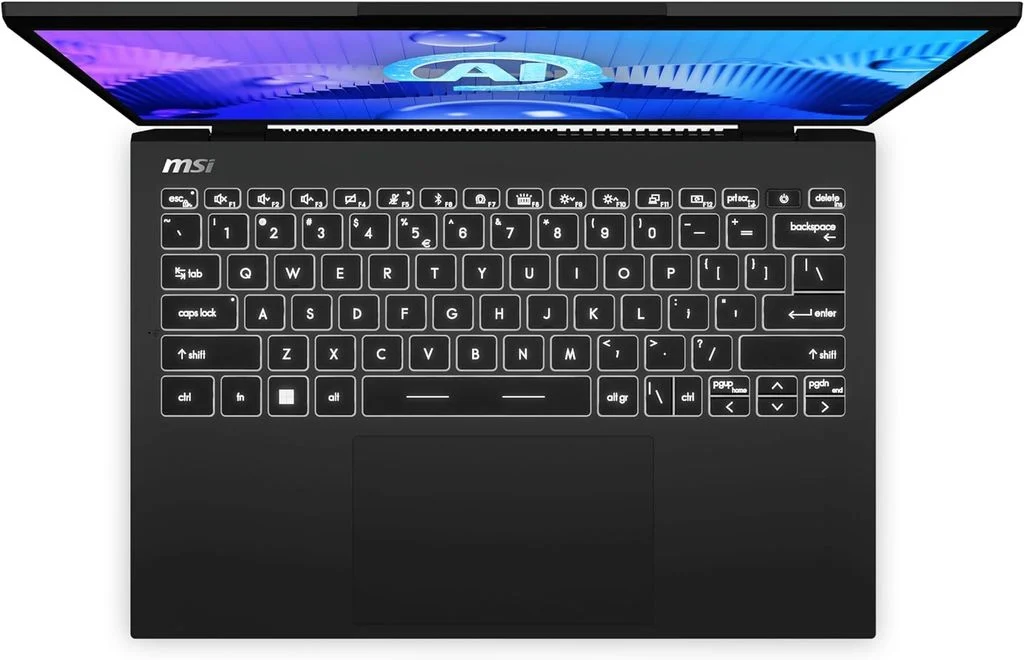 AI
msi
esc F1 F2 F3 F4 F5 F6 F7 F8 F9 F10 F11 F12 prt scr delete ins
~ ` ! 1 @ 2 # 3 $ 4 % 5 € ^ 6 & 7 * 8 ( 9 ) 0 _ - + = backspace
tab Q W E R T Y U I O P { [ } ] | \
caps lock A S D F G H J K L : ; " ' enter
shift Z X C V B N M < , > . ? / shift
ctrl fn alt alt gr | \ ctrl pgup home pgdn end